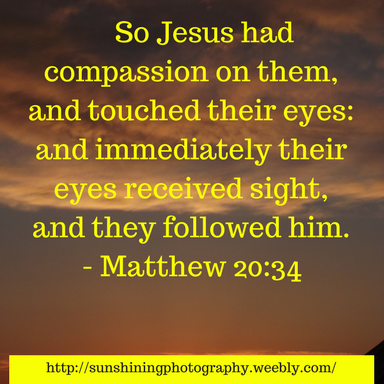 So Jesus had
compassion on them,
and touched their eyes:
and immediately their
eyes received sight,
and they followed him.
- Matthew 20:34
http://sunshiningphotography.weebly.com/